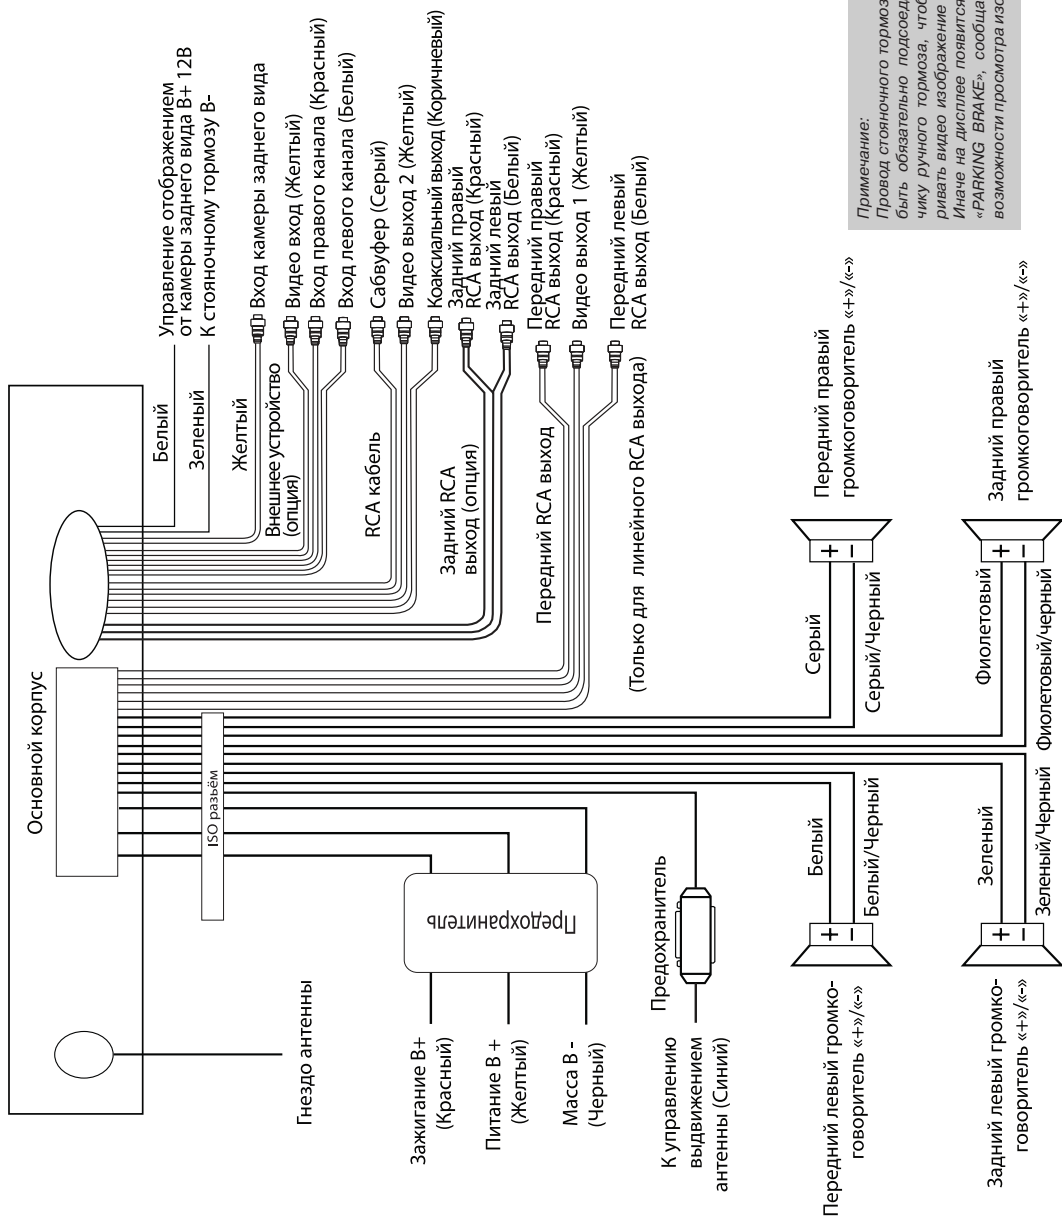 Основной корпус
ISO разъём
Гнездо антенны
Белый
Управление отображением
от камеры заднего вида B+ 12В
Зеленый
К стояночному тормозу B-
Желтый
Вход камеры заднего вида
Внешнее устройство
(опция)
Видео вход (Желтый)
Вход правого канала (Красный)
Вход левого канала (Белый)
RCA кабель
Сабвуфер (Серый)
Видео выход 2 (Желтый)
Коаксиальный выход (Коричневый)
Задний RCA
выход (опция)
Задний правый
RCA выход (Красный)
Задний левый
RCA выход (Белый)
Передний RCA выход
Передний правый
RCA выход (Красный)
Видео выход 1 (Желтый)
Передний левый
RCA выход (Белый)
(Только для линейного RCA выхода)
Зажигание B+
(Красный)
Питание B +
(Желтый)
Масса B -
(Черный)
Предохранитель
Предохранитель
К управлению
выдвижением
антенны (Синий)
Передний левый громко-
говоритель «+»/«-»
+
−
Белый
Белый/Черный
Серый
Серый/Черный
+
−
Передний правый
громкоговоритель «+»/«-»
Задний левый громко-
говоритель «+»/«-»
+
−
Зеленый
Зеленый/Черный
Фиолетовый
Фиолетовый/черный
+
−
Задний правый
громкоговоритель «+»/«-»
Примечание:
Провод стояночного тормоз
быть обязательно подсоед
чику ручного тормоза, чтоб
ривать видео изображение
Иначе на дисплее появится
«PARKING BRAKE», сообща
возможности просмотра изо